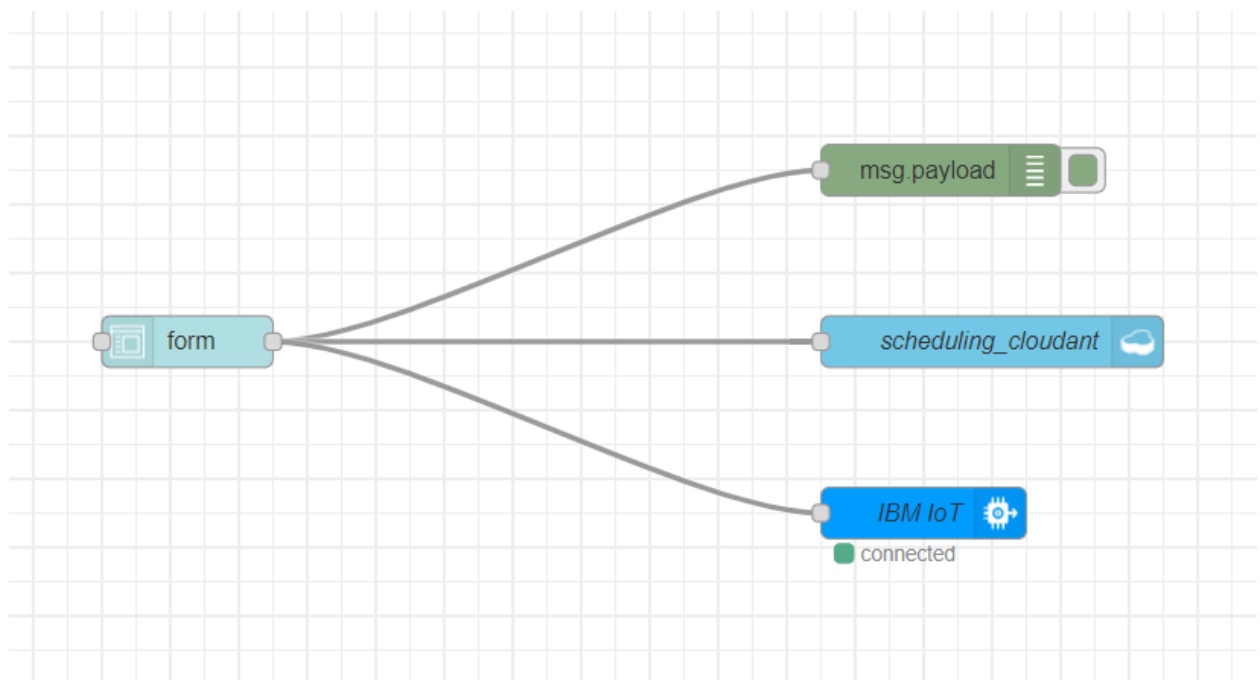 msg.payload
form
scheduling_cloudant
IBM IoT
connected